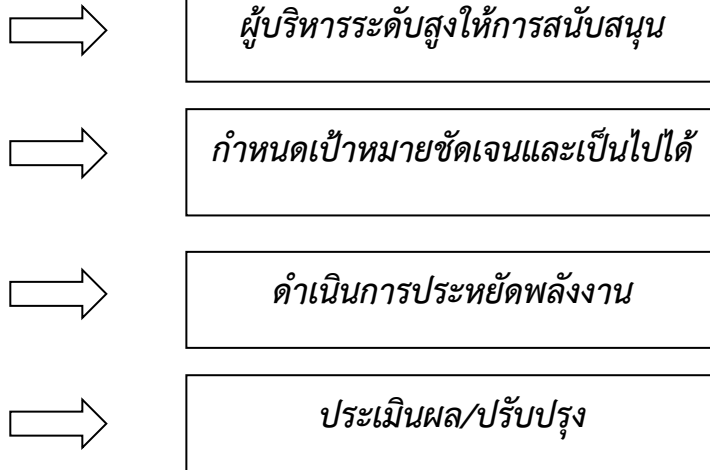 ผู้บริหารระดับสูงให้การสนับสนุน
กำหนดเป้าหมายชัดเจนและเป็นไปได้
ดำเนินการประหยัดพลังงาน
ประเมินผล/ปรับปรุง